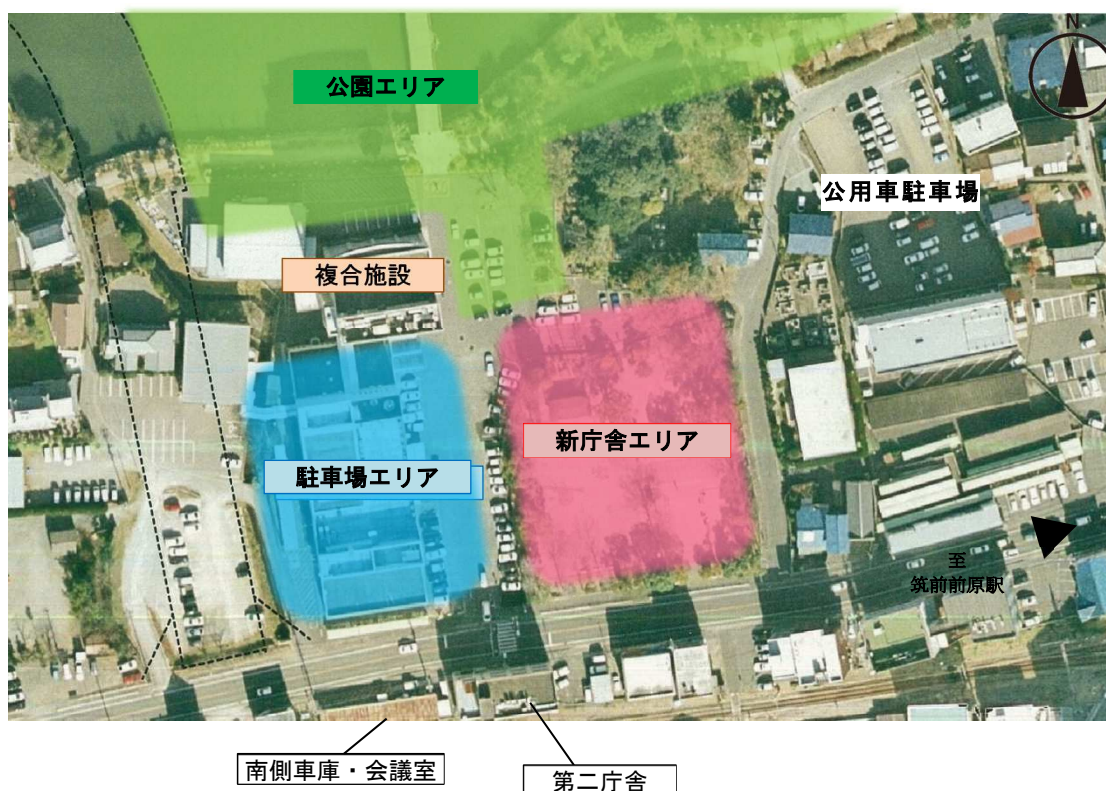 N
公園エリア
公用車駐車場
複合施設
新庁舎エリア
駐車場エリア
至
筑前前原駅
南側車庫・会議室
第二庁舎